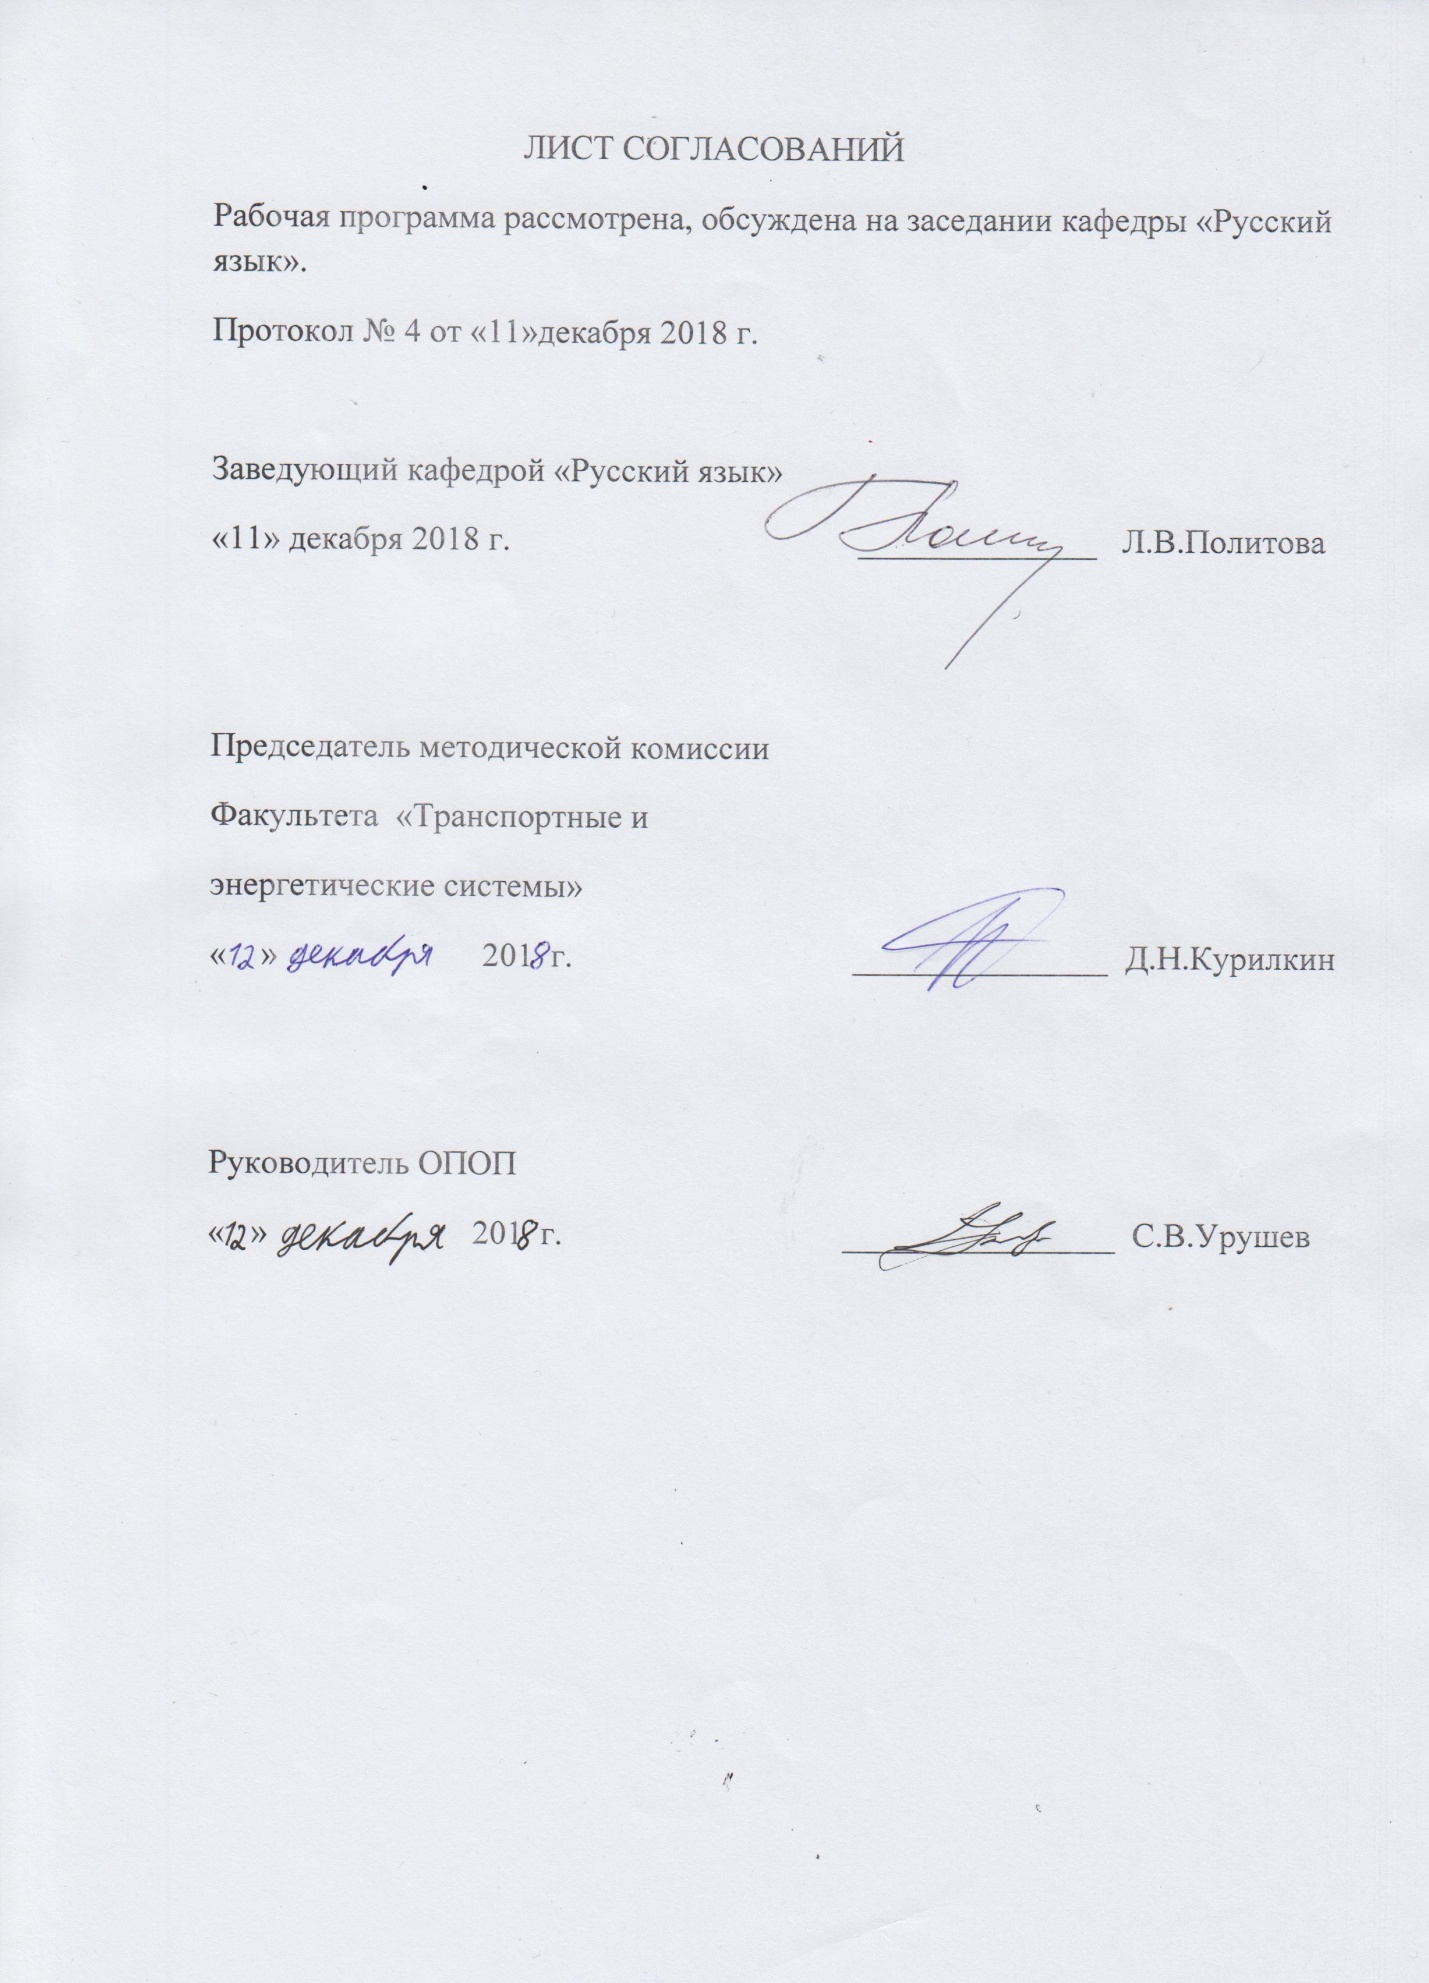 ЛИСТ СОГЛАСОВАНИЙ
Рабочая программа рассмотрена, обсуждена на заседании кафедры «Русский
язык».
Протокол № 4 от «11»декабря 2018 г.
Заведующий кафедрой «Русский язык»
«11» декабря 2018 г. Л.В.Политова
Председатель методической комиссии
Факультета «Транспортные и
энергетические системы»
«12» декабря 2018г. Д.Н.Курилкин
Руководитель ОПОП
«12» декабря 2018г. С.В.Урушев